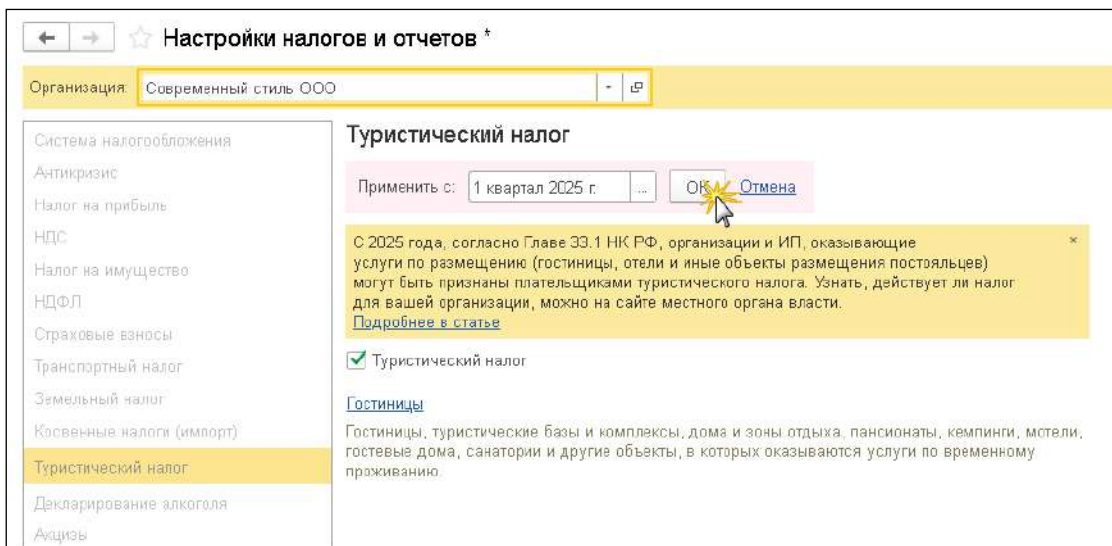 Настройки налогов и отчетов *
Организация: Современный стиль ООО
Система налогообложения
Антикризис
Налог на прибыль
НДС
Налог на имущество
НДФЛ
Страховые взносы
Транспортный налог
Земельный налог
Косвенные налоги (импорт)
Туристический налог
Декларирование алкоголя
Акцизы
Туристический налог
Применить с: 1 квартал 2025 г. ... ОК Отмена
С 2025 года, согласно Главе 33.1 НК РФ, организации и ИП, оказывающие
услуги по размещению (гостиницы, отели и иные объекты размещения постояльцев)
могут быть признаны плательщиками туристического налога. Узнать, действует ли налог
для вашей организации, можно на сайте местного органа власти.
Подробнее в статье
Туристический налог
Гостиницы
Гостиницы, туристические базы и комплексы, дома и зоны отдыха, пансионаты, кемпинги, мотели,
гостевые дома, санатории и другие объекты, в которых оказываются услуги по временному
проживанию.